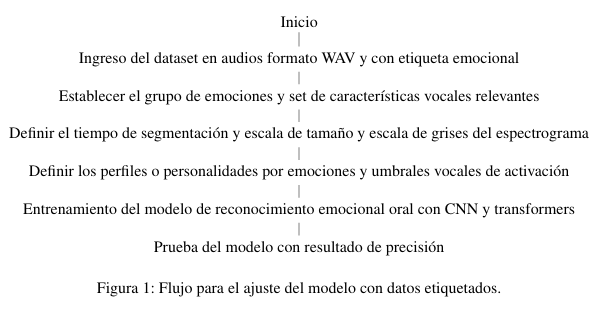 Inicio
Ingreso del dataset en audios formato WAV y con etiqueta emocional
Establecer el grupo de emociones y set de características vocales relevantes
Definir el tiempo de segmentación y escala de tamaño y escala de grises del espectrograma
Definir los perfiles o personalidades por emociones y umbrales vocales de activación
Entrenamiento del modelo de reconocimiento emocional oral con CNN y transformers
Prueba del modelo con resultado de precisión
Figura 1: Flujo para el ajuste del modelo con datos etiquetados.